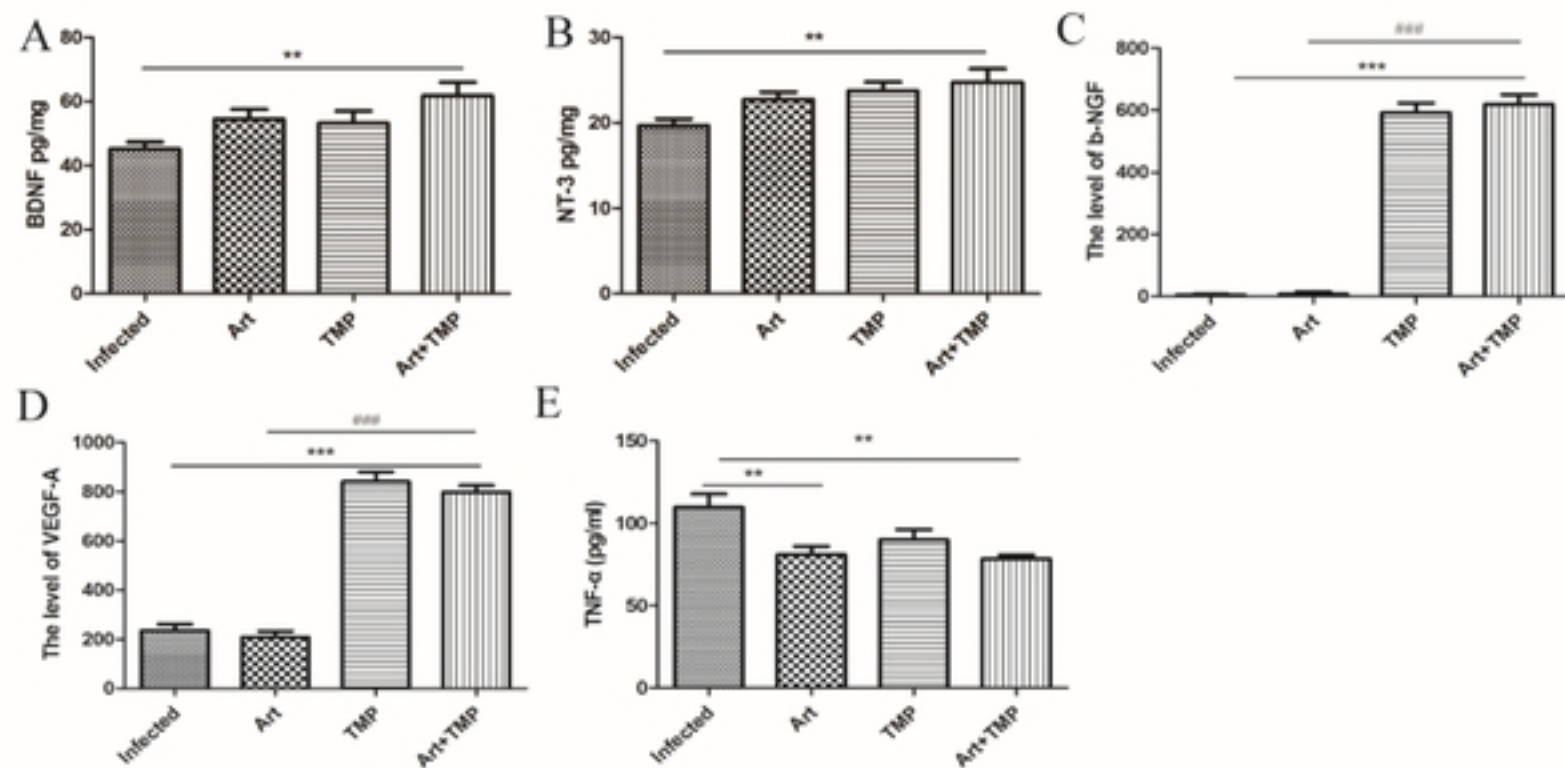 A
BDNF pg/mg
80
60
40
20
0
**
Infected
Art
TMP
Art+TMP
B
NT-3 pg/mg
30
20
10
0
**
Infected
Art
TMP
Art+TMP
C
The level of b-NGF
800
600
400
200
0
###
***
Infected
Art
TMP
Art+TMP
D
The level of VEGF-A
1000
800
600
400
200
0
###
***
Infected
Art
TMP
Art+TMP
E
TNF-α (pg/ml)
150
100
50
0
**
**
Infected
Art
TMP
Art+TMP